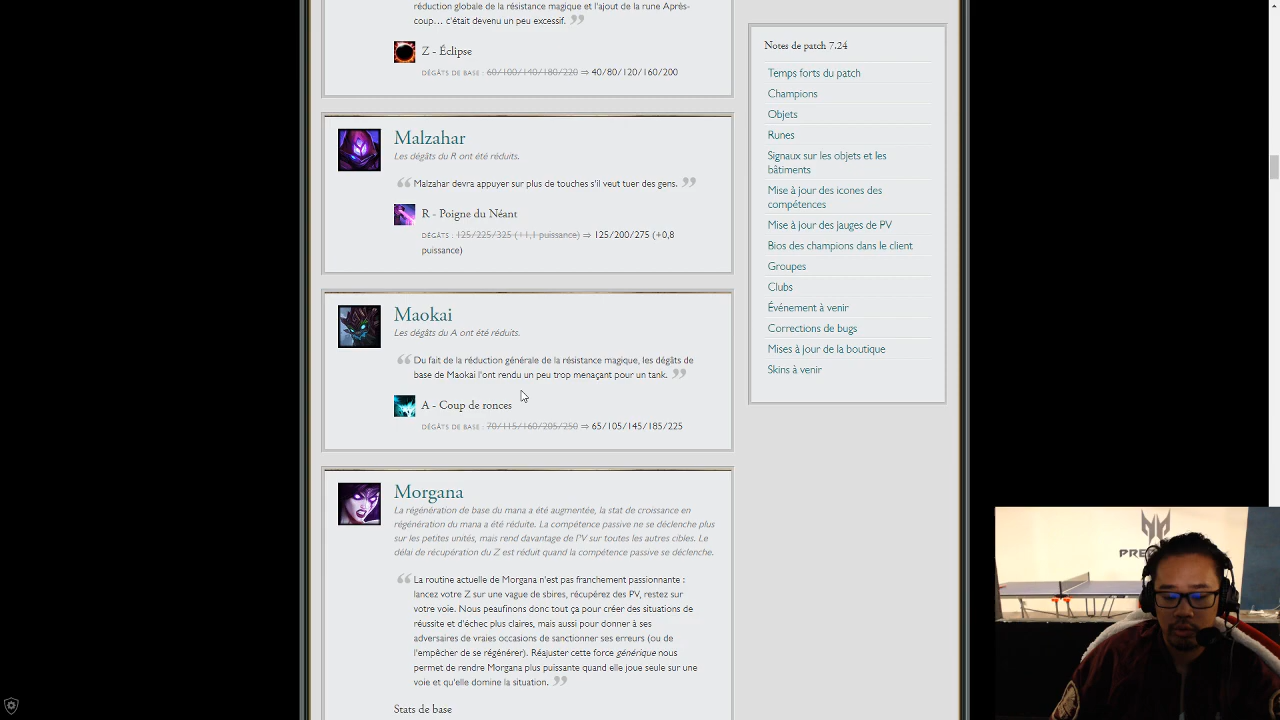 réduction globale de la résistance magique et l'ajout de la rune Après-
coup... c'était devenu un peu excessif. ”
Z - Éclipse
DÉGÂTS DE BASE : 60/100/140/180/220 ⇒ 40/80/120/160/200
Malzahar
Les dégâts du R ont été réduits.
“ Malzahar devra appuyer sur plus de touches s'il veut tuer des gens. ”
R - Poigne du Néant
DÉGÂTS : 125/225/325 (+1,1 puissance) ⇒ 125/200/275 (+0,8
puissance)
Maokai
Les dégâts du A ont été réduits.
“ Du fait de la réduction générale de la résistance magique, les dégâts de
base de Maokai l'ont rendu un peu trop menaçant pour un tank. ”
A - Coup de ronces
DÉGÂTS DE BASE : 70/115/160/205/250 ⇒ 65/105/145/185/225
Morgana
La régénération de base du mana a été augmentée, la stat de croissance en
régénération du mana a été réduite. La compétence passive ne se déclenche plus
sur les petites unités, mais rend davantage de PV sur toutes les autres cibles. Le
délai de récupération du Z est réduit quand la compétence passive se déclenche.
“ La routine actuelle de Morgana n'est pas franchement passionnante :
lancez votre Z sur une vague de sbires, récupérez des PV, restez sur
votre voie. Nous peaufinons donc tout ça pour créer des situations de
réussite et d'échec plus claires, mais aussi pour donner à ses
adversaires de vraies occasions de sanctionner ses erreurs (ou de
l'empêcher de se régénérer). Réajuster cette force générique nous
permet de rendre Morgana plus puissante quand elle joue seule sur une
voie et qu'elle domine la situation. ”
Stats de base
Notes de patch 7.24
Temps forts du patch
Champions
Objets
Runes
Signaux sur les objets et les
bâtiments
Mise à jour des icones des
compétences
Mise à jour des jauges de PV
Bios des champions dans le client
Groupes
Clubs
Événement à venir
Corrections de bugs
Mises à jour de la boutique
Skins à venir